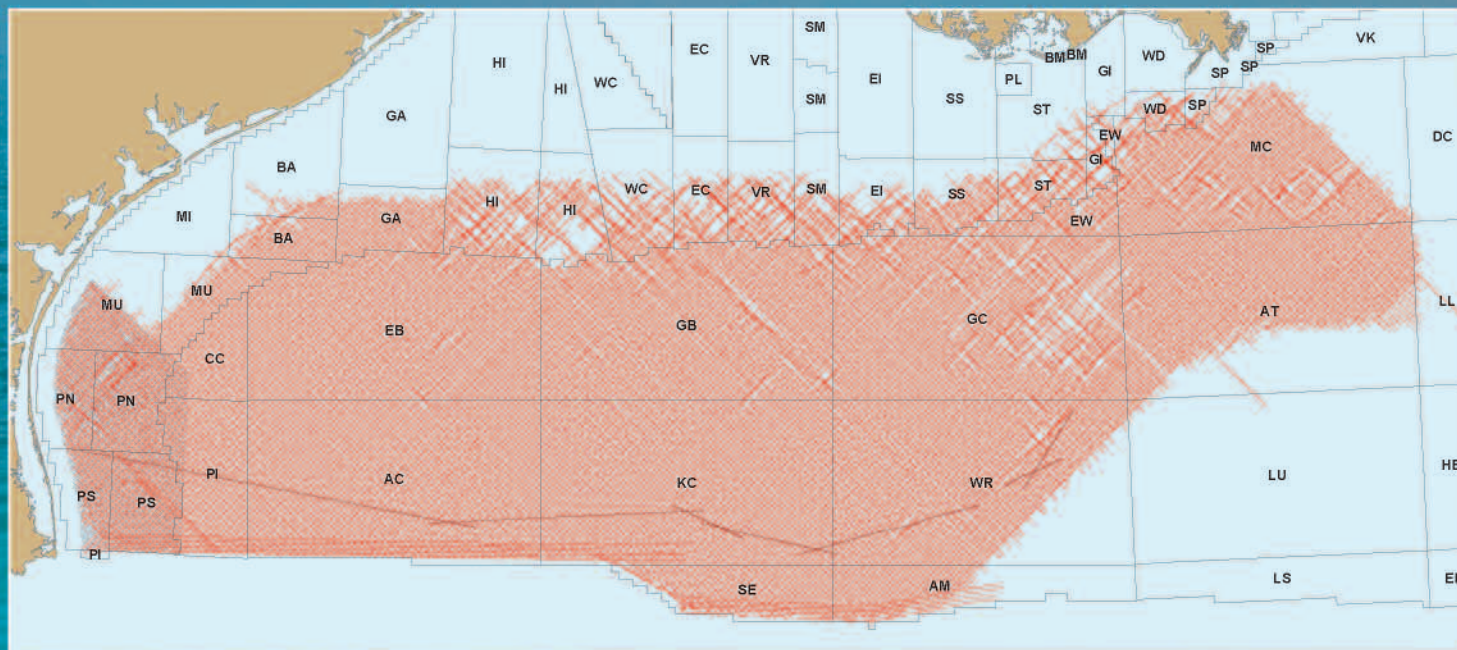 SM
SP
VK
HI
EC
VR
BM
BM
WD
SP
SP
HI
WC
PL
GI
EI
SM
SS
WD
SP
GA
ST
EW
DC
BA
GI
MC
MI
HI
HI
WC
EC
VR
SM
EI
SS
ST
GA
EW
BA
MU
MU
LL
AT
EB
GB
GC
CC
PN
PN
PI
AC
KC
WR
LU
HE
PS
PS
PI
SE
AM
LS